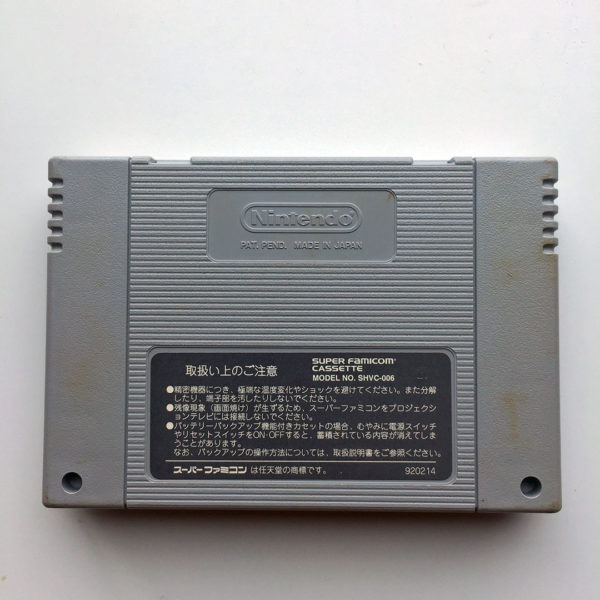 Nintendo
PAT. PEND. MADE IN JAPAN
取扱い上のご注意
SUPER FAMICOM
CASSETTE
MODEL NO. SHVC-006
●精密機器につき、極端な温度変化やショックを避けてください。また分解
したり、端子部を汚したりしないでください。
●残像現象（画面焼け）が生ずるため、スーパーファミコンをプロジェクシ
ョンテレビには接続しないでください。
●バッテリーバックアップ機能付きカセットの場合、むやみに電源スイッチ
やリセットスイッチをON・OFFすると、蓄積されている内容が消えてしま
うことがあります。
なお、バックアップの操作方法については、取扱説明書をご参照ください。
スーパーファミコンは任天堂の商標です。
920214